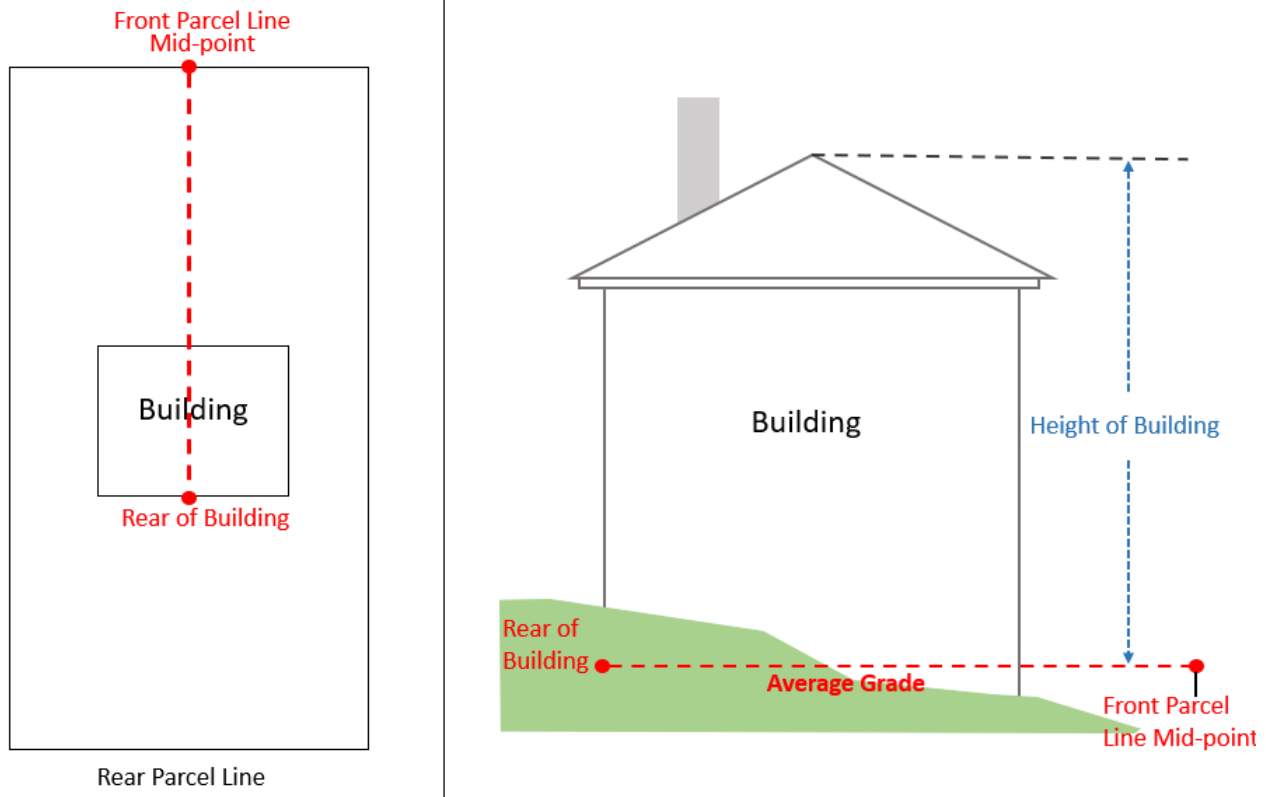 Front Parcel Line
Mid-point
Building
Rear of Building
Rear Parcel Line
Building
Height of Building
Rear of
Building
Average Grade
Front Parcel
Line Mid-point